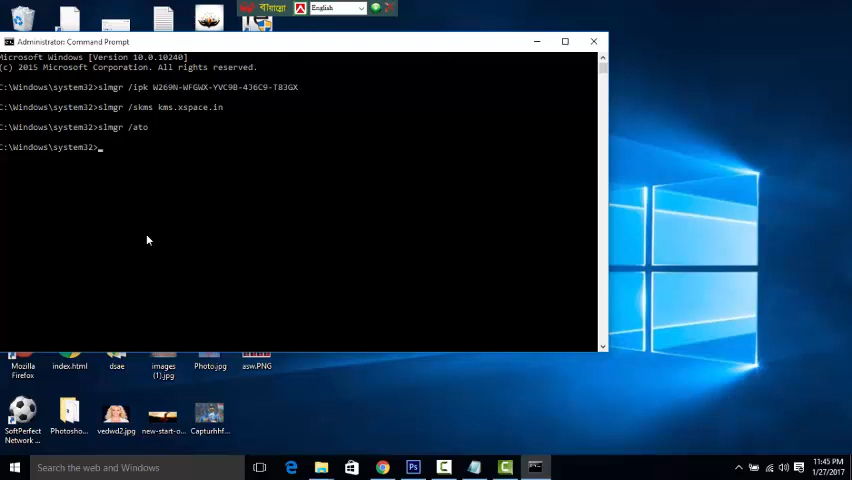 বায়ান্নো English
Administrator: Command Prompt
Microsoft Windows [Version 10.0.10240]
(c) 2015 Microsoft Corporation. All rights reserved.
C:\Windows\system32>slmgr /ipk W269N-WFGWX-YVC9B-4J6C9-T83GX
C:\Windows\system32>slmgr /skms kms.xspace.in
C:\Windows\system32>slmgr /ato
C:\Windows\system32>_
Mozilla Firefox
index.html
dsae
images (1).jpg
Photo.jpg
asw.PNG
SoftPerfect Network ...
Photosho...
vedwd2.jpg
new-start-o...
Capturhhf...
Search the web and Windows
11:45 PM
1/27/2017